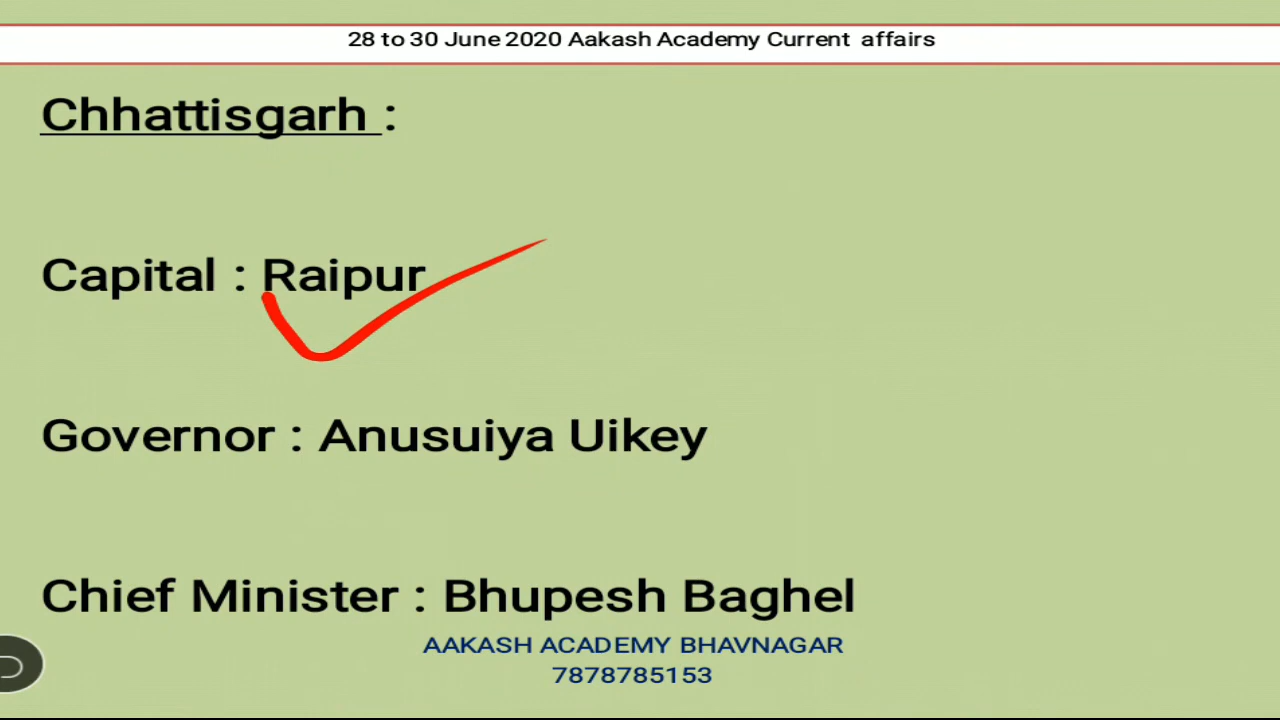 28 to 30 June 2020 Aakash Academy Current affairs
Chhattisgarh :
Capital : Raipur
Governor : Anusuiya Uikey
Chief Minister : Bhupesh Baghel
AAKASH ACADEMY BHAVNAGAR
7878785153